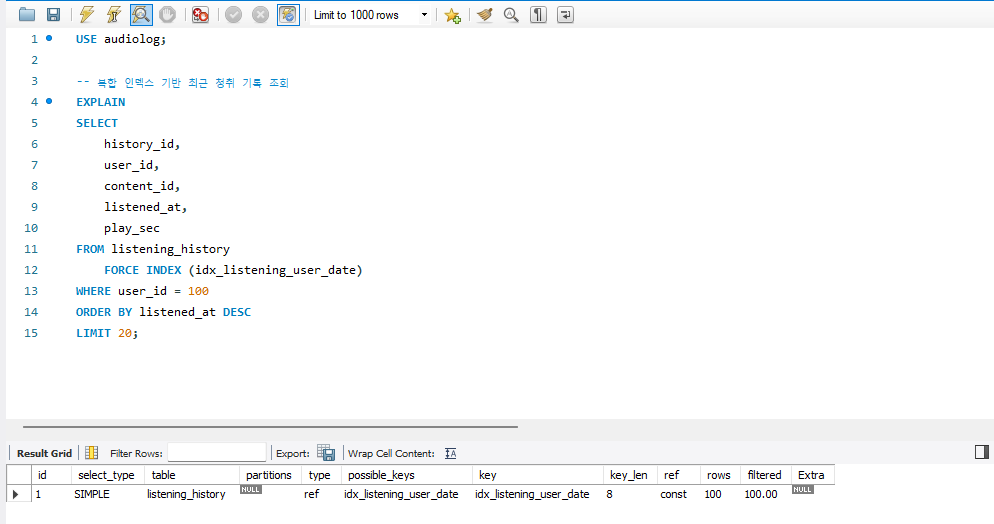 Limit to 1000 rows
1 USE audiolog;
2
3 -- 복합 인덱스 기반 최근 청취 기록 조회
4 EXPLAIN
5 SELECT
6 history_id,
7 user_id,
8 content_id,
9 listened_at,
10 play_sec
11 FROM listening_history
12 FORCE INDEX (idx_listening_user_date)
13 WHERE user_id = 100
14 ORDER BY listened_at DESC
15 LIMIT 20;
Result Grid Filter Rows: Export: Wrap Cell Content: IA
id select_type table partitions type possible_keys key key_len ref rows filtered Extra
1 SIMPLE listening_history NULL ref idx_listening_user_date idx_listening_user_date 8 const 100 100.00 NULL